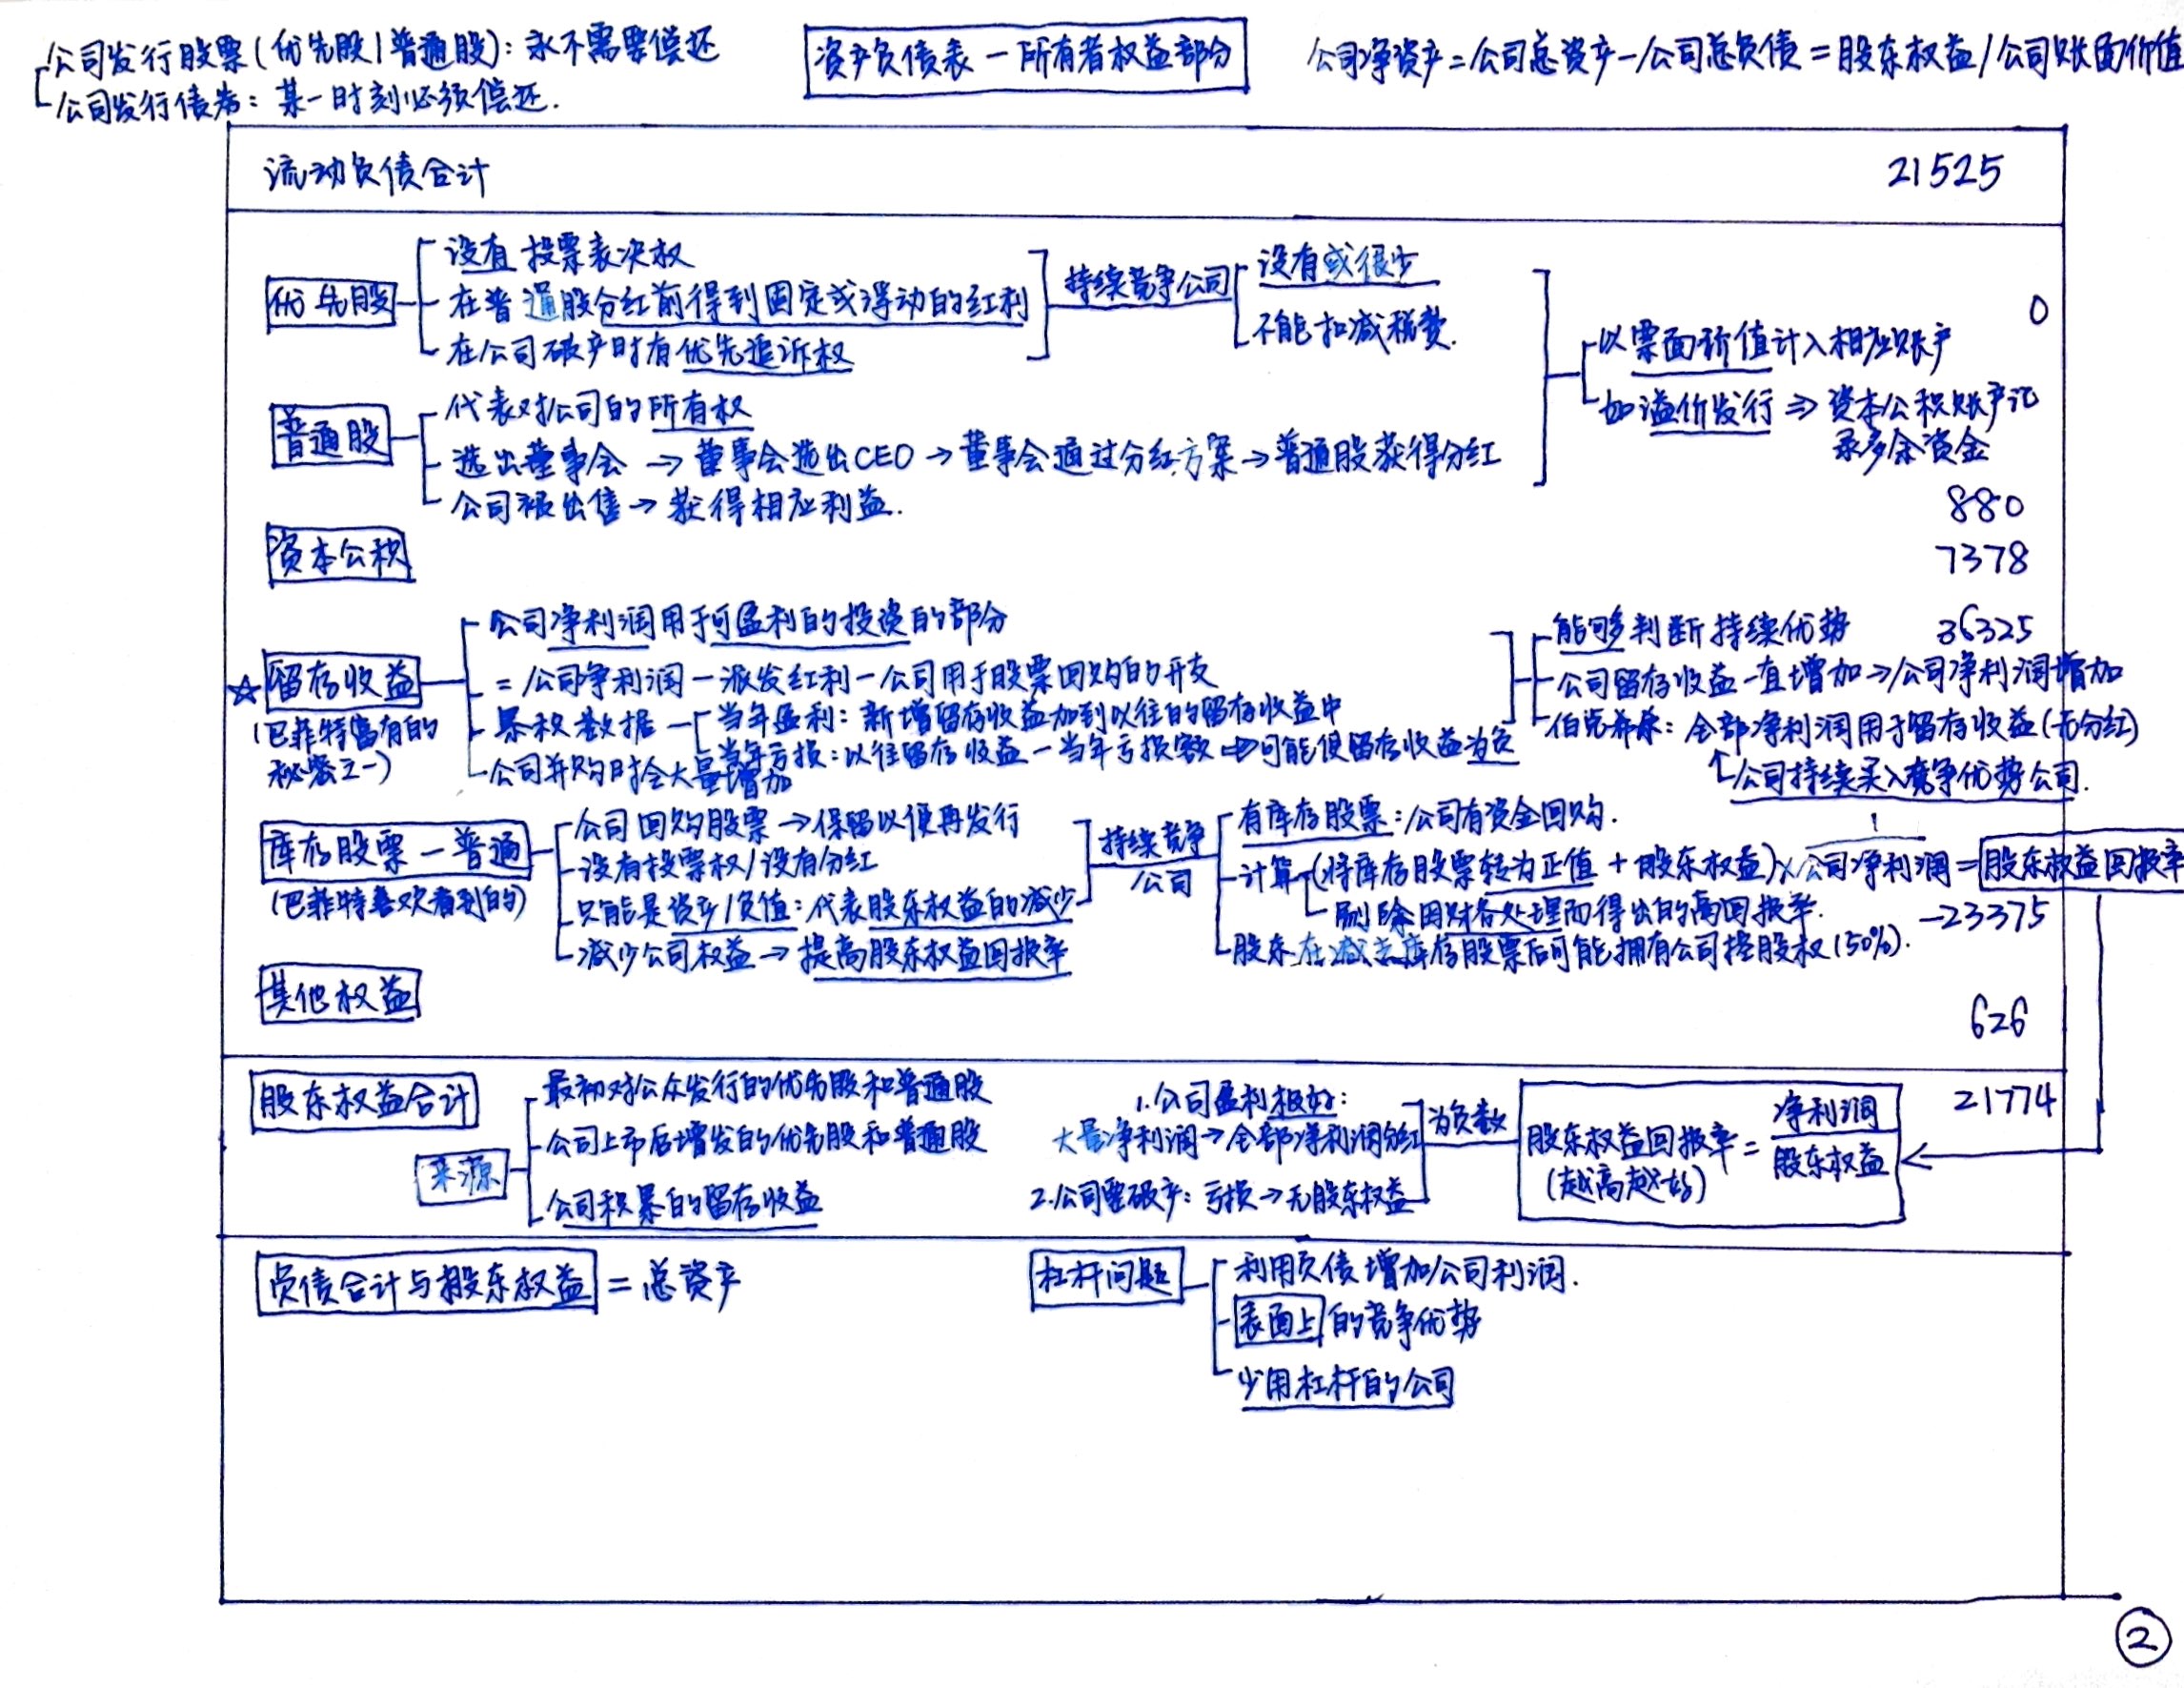 公司发行股票(优先股/普通股): 永不需要偿还
公司发行债券: 某一时刻必须偿还.
资产负债表-所有者权益部分
公司净资产=公司总资产-公司总负债=股东权益/公司账面价值
流动负债合计 21525
优先股
没有投票表决权
在普通股分红前得到固定或浮动的红利
在公司破产时有优先追诉权
持续竞争公司
没有或很少
不能扣减税费.
0
普通股
代表对公司的所有权
选出董事会→董事会选出CEO→董事会通过分红方案→普通股获得分红
公司被出售→获得相应利益.
以票面价值计入相应账户
如溢价发行⇒资本公积账户记
录多余资金
880
资本公积 7378
☆留存收益
(巴菲特富有的
秘密之一)
公司净利润用于可盈利的投资的部分
=公司净利润-派发红利-公司用于股票回购的开支
累积数据
当年盈利: 新增留存收益加到以往的留存收益中
当年亏损: 以往留存收益-当年亏损额 也可能使留存收益为负
公司并购时会大量增加
能够判断持续优势
36325
公司留存收益一直增加→公司净利润增加
伯克希尔: 全部净利润用于留存收益(无分红)
↑公司持续买入竞争优势公司.
库存股票-普通
(巴菲特喜欢看到的)
公司回购股票→保留以便再发行
没有投票权/没有分红
只能是资产/负值: 代表股东权益的减少
减少公司权益→提高股东权益回报率
持续竞争
公司
有库存股票: 公司有资金回购.
计算 (将库存股票转为正值+股东权益)×1/公司净利润=股东权益回报率
剔除因财务处理而得出的高回报率.
股东在减去库存股票后可能拥有公司控股权(50%).
-23375
其他权益 626
股东权益合计
来源
最初对公众发行的优先股和普通股
公司上市后增发的优先股和普通股
公司积累的留存收益
1.公司盈利极好:
大量净利润→全部净利润分红
2.公司要破产: 亏损→无股东权益
为负数
股东权益回报率=净利润/股东权益
(越高越好)
21774
负债合计与股东权益=总资产
杠杆问题
利用负债增加公司利润.
表面上的竞争优势
少用杠杆的公司
②